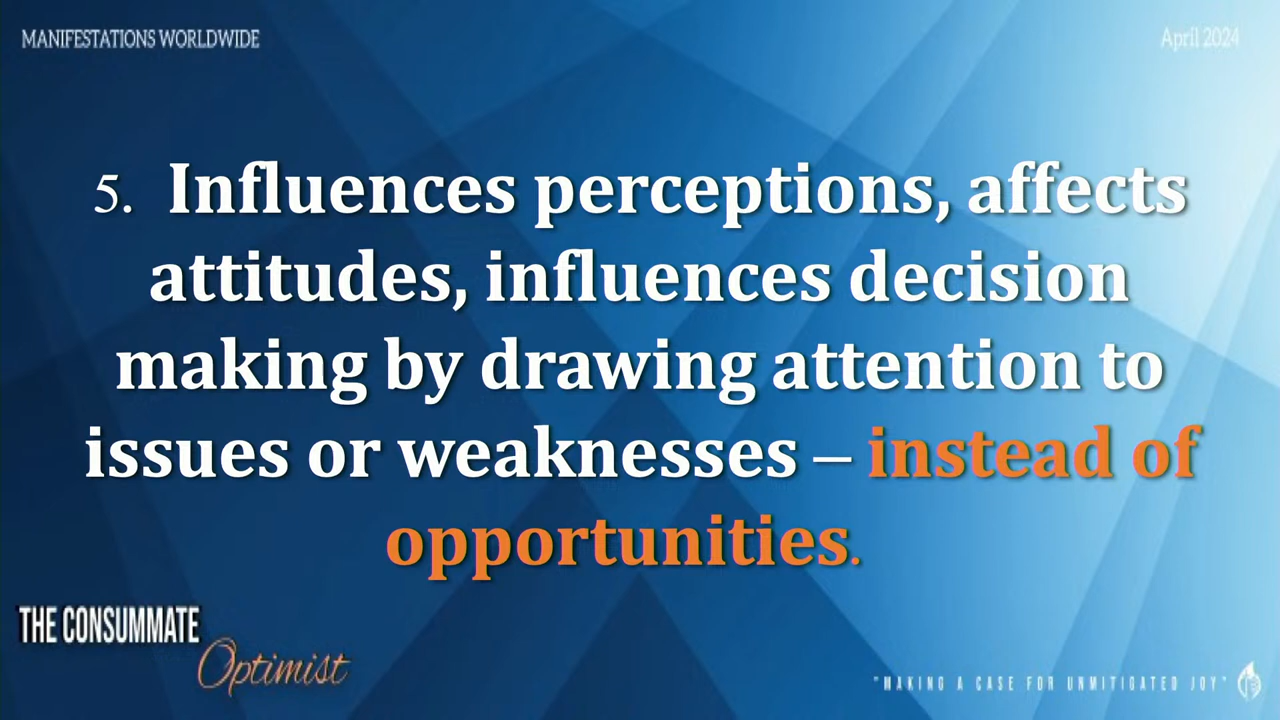 MANIFESTATIONS WORLDWIDE
April 2024
5. Influences perceptions, affects
attitudes, influences decision
making by drawing attention to
issues or weaknesses – instead of
opportunities.
THE CONSUMMATE
Optimist
"MAKING A CASE FOR UNMITIGATED JOY"